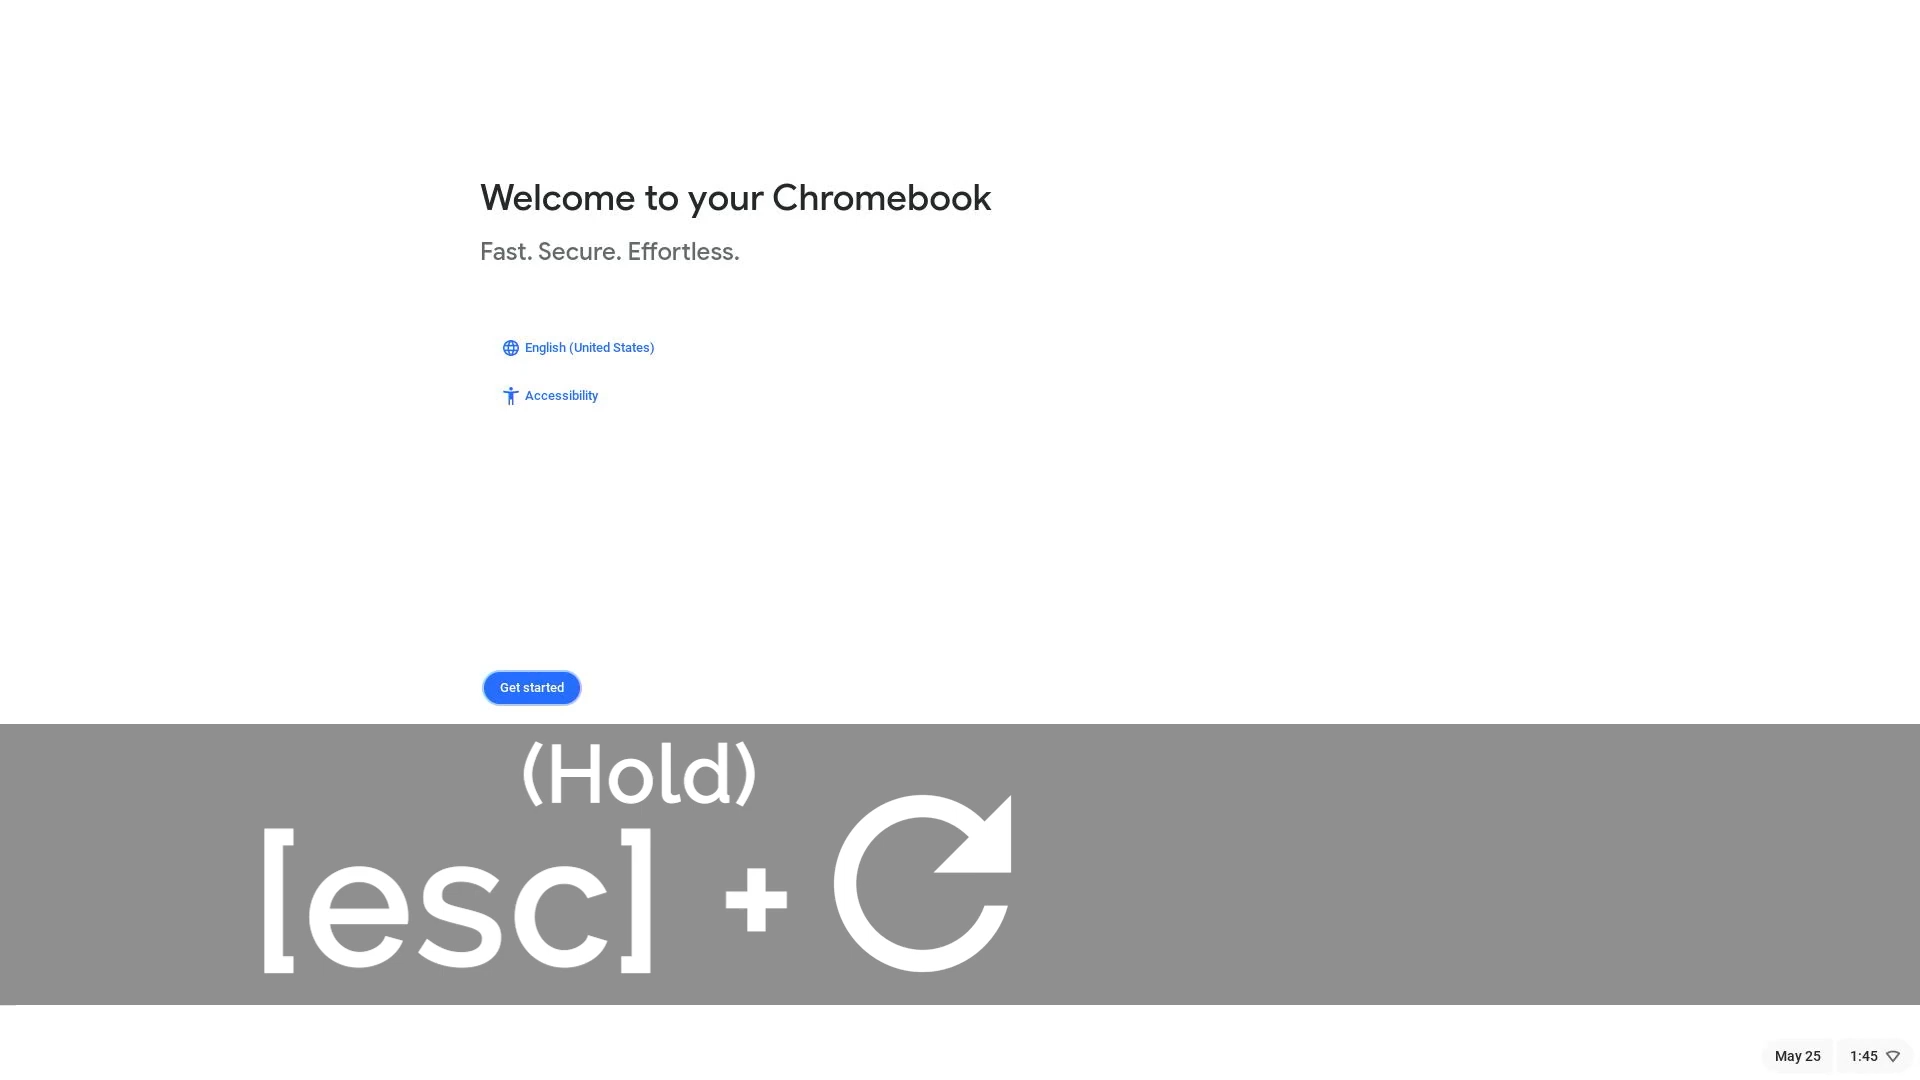 Welcome to your Chromebook
Fast. Secure. Effortless.
English (United States)
Accessibility
Get started
(Hold)
[esc] +
May 25 1:45